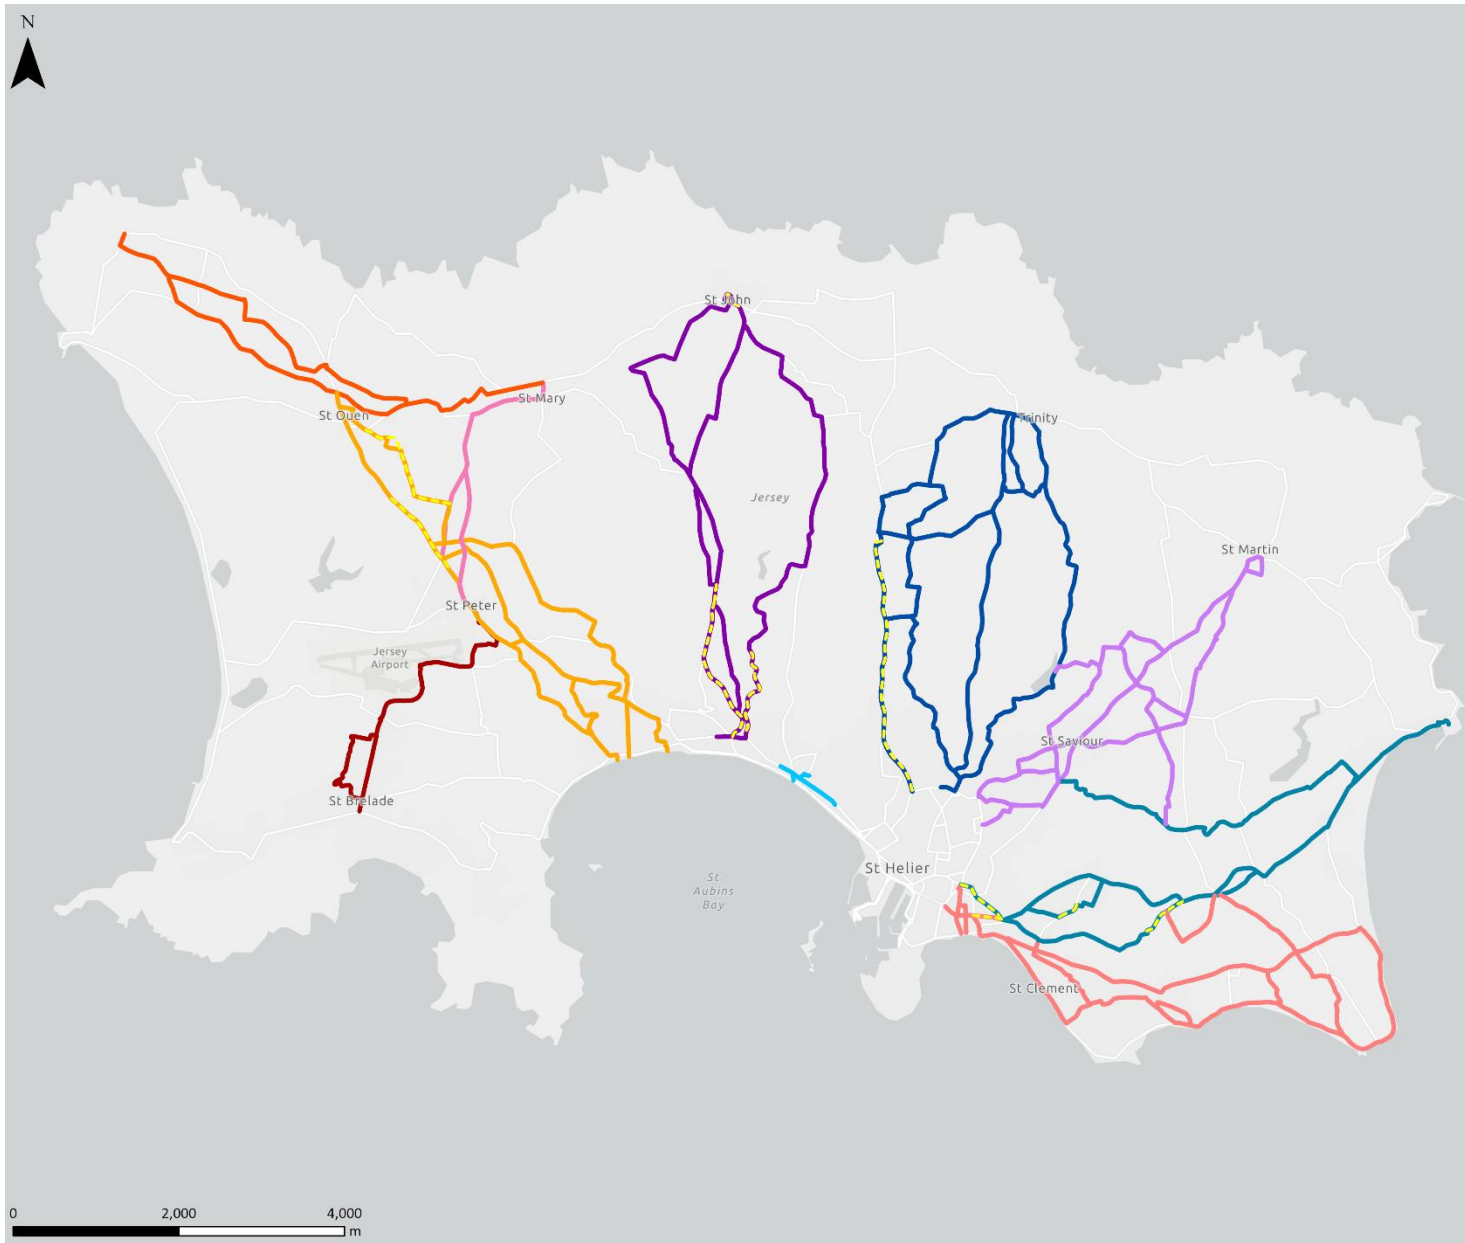 N
St John
St Mary
St Ouen
Trinity
Jersey
St Martin
St Peter
Jersey
Airport
St Saviour
St Brelade
St Helier
St
Aubins
Bay
St Clement
0 2,000 4,000
m